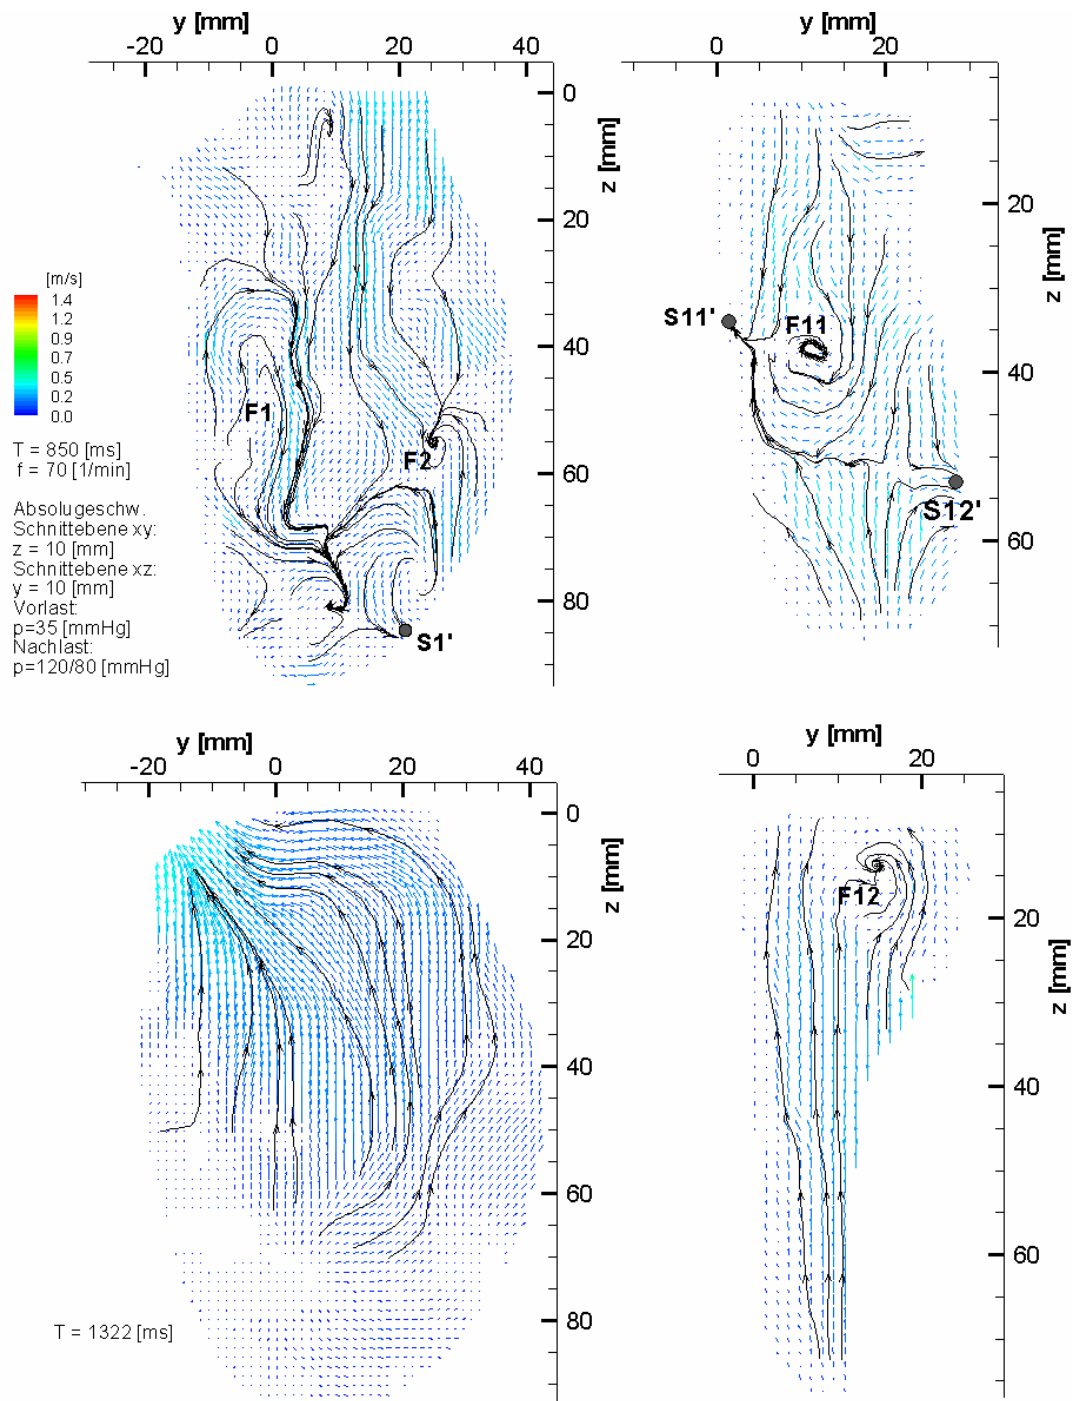 y [mm]
-20 0 20 40
0
20
40
60
80
z [mm]
F1
F2
S1'
[m/s]
1.4
1.2
0.9
0.7
0.5
0.2
0.0
T = 850 [ms]
f = 70 [1/min]
Absolugeschw.
Schnittebene xy:
z = 10 [mm]
Schnittebene xz:
y = 10 [mm]
Vorlast:
p=35 [mmHg]
Nachlast:
p=120/80 [mmHg]
y [mm]
0 20
20
40
60
z [mm]
z [mm]
S11'
F11
S12'
y [mm]
-20 0 20 40
0
20
40
60
80
z [mm]
T = 1322 [ms]
y [mm]
0 20
20
40
60
z [mm]
F12